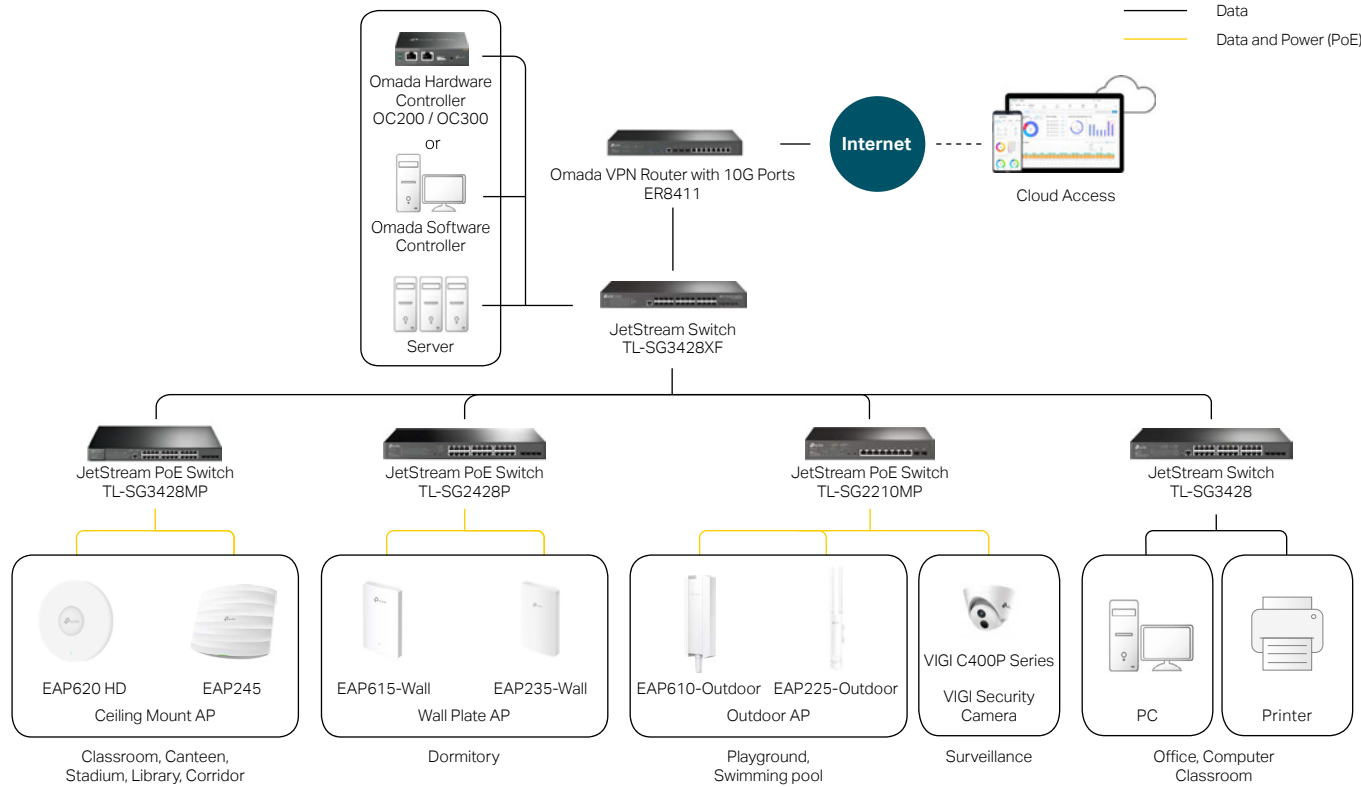 Data
Data and Power (PoE)
Omada Hardware
Controller
OC200 / OC300
or
Omada Software
Controller
Server
Omada VPN Router with 10G Ports
ER8411
Internet
Cloud Access
JetStream Switch
TL-SG3428XF
JetStream PoE Switch
TL-SG3428MP
JetStream PoE Switch
TL-SG2428P
JetStream PoE Switch
TL-SG2210MP
JetStream Switch
TL-SG3428
EAP620 HD
EAP245
Ceiling Mount AP
Classroom, Canteen,
Stadium, Library, Corridor
EAP615-Wall
EAP235-Wall
Wall Plate AP
Dormitory
EAP610-Outdoor
EAP225-Outdoor
Outdoor AP
Playground,
Swimming pool
VIGI C400P Series
VIGI Security
Camera
Surveillance
PC
Printer
Office, Computer
Classroom